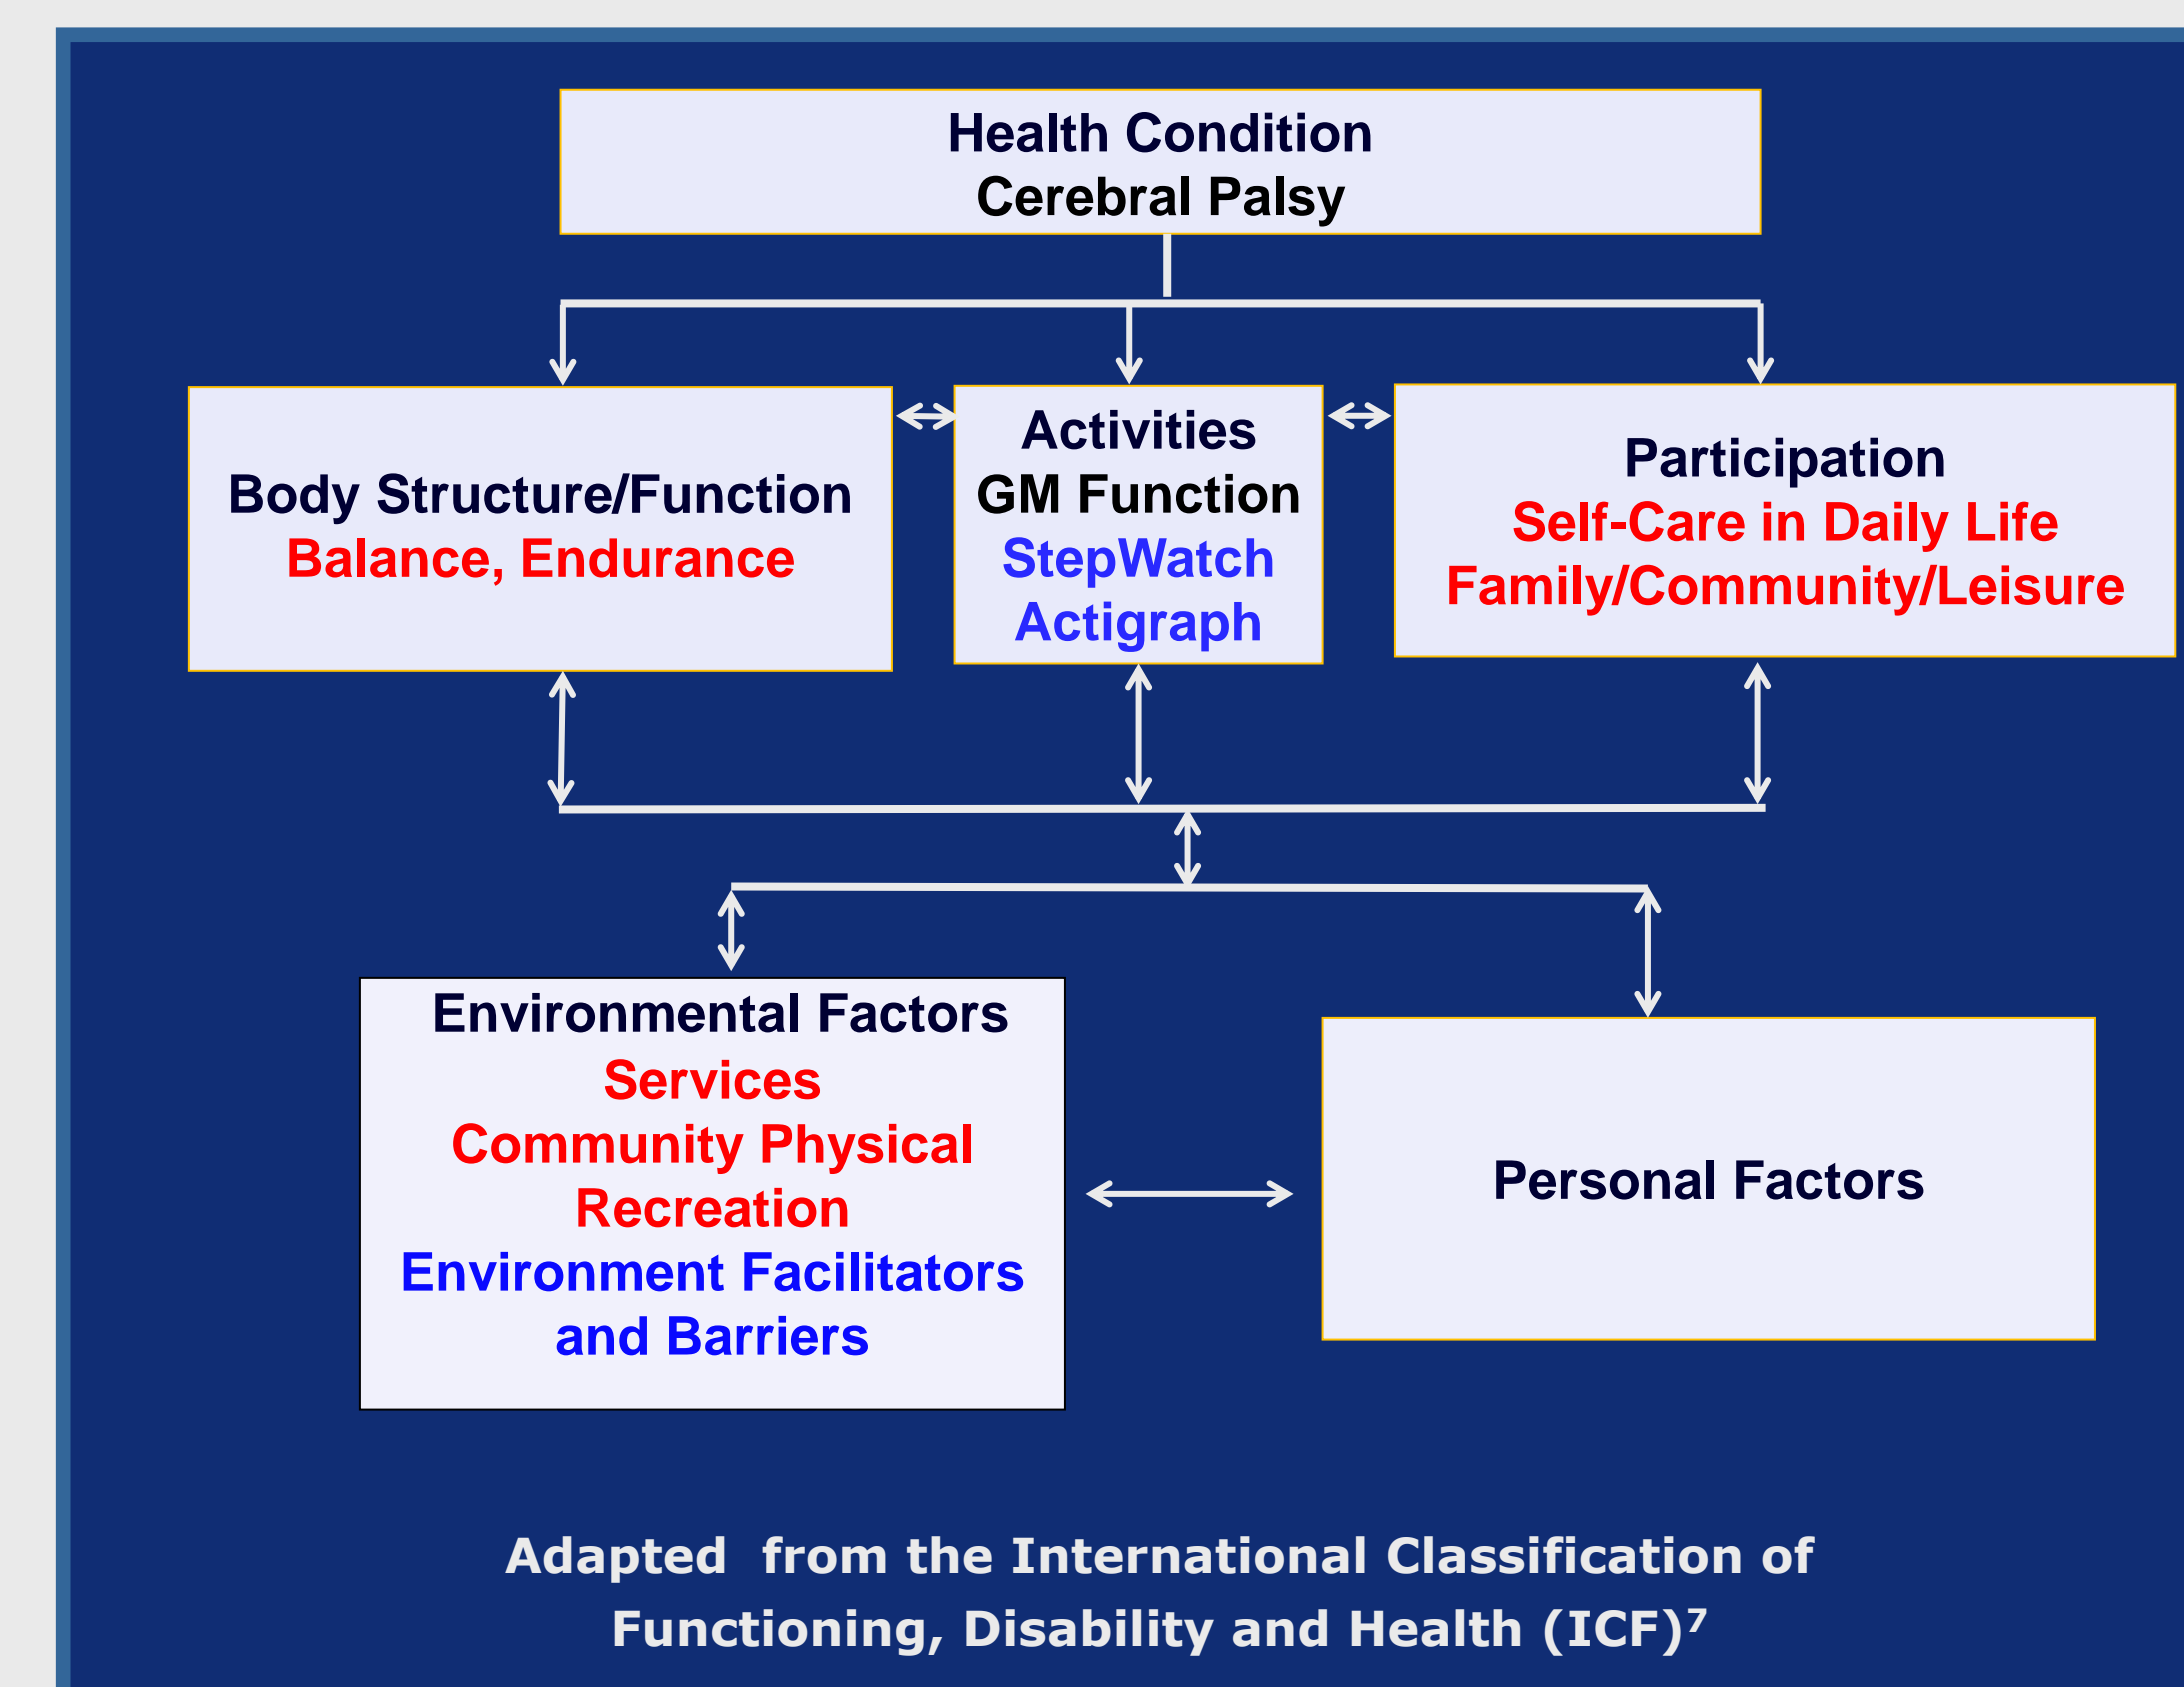 Health Condition
Cerebral Palsy
Body Structure/Function
Balance, Endurance
Activities
GM Function
StepWatch
Actigraph
Participation
Self-Care in Daily Life
Family/Community/Leisure
Environmental Factors
Services
Community Physical
Recreation
Environment Facilitators
and Barriers
Personal Factors
Adapted from the International Classification of
Functioning, Disability and Health (ICF)⁷